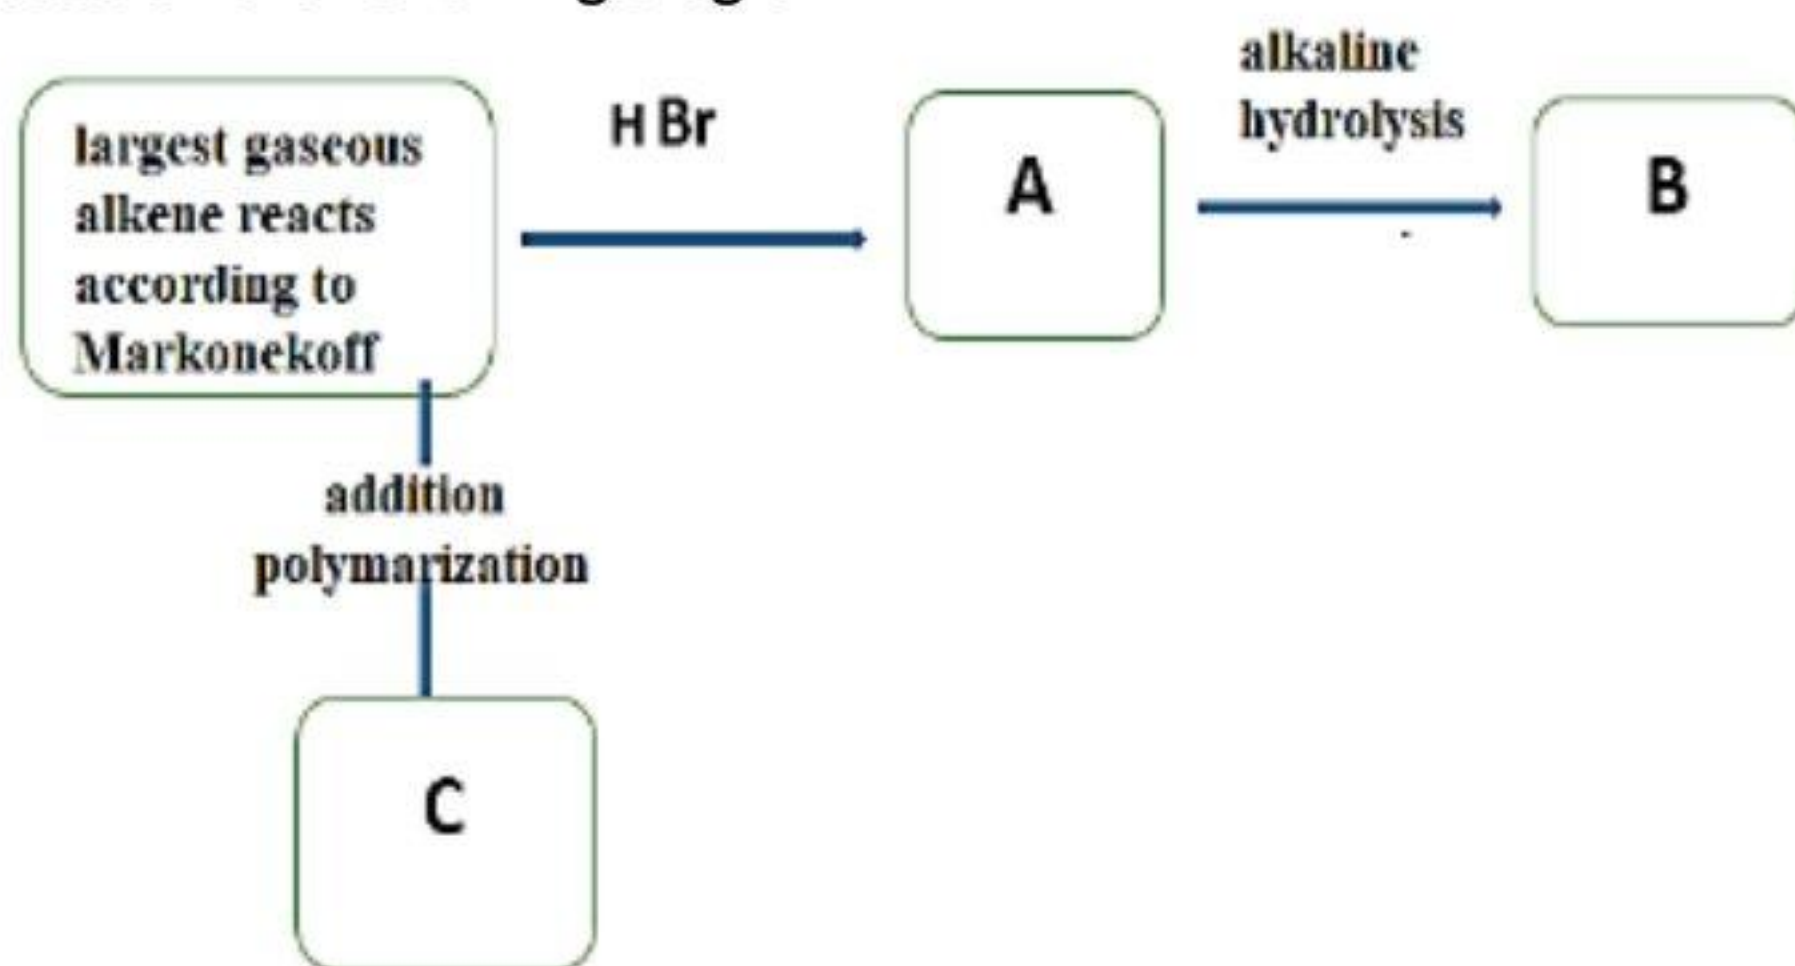 largest gaseous
alkene reacts
according to
Markonekoff
H Br
A
alkaline
hydrolysis
B
addition
polymarization
C